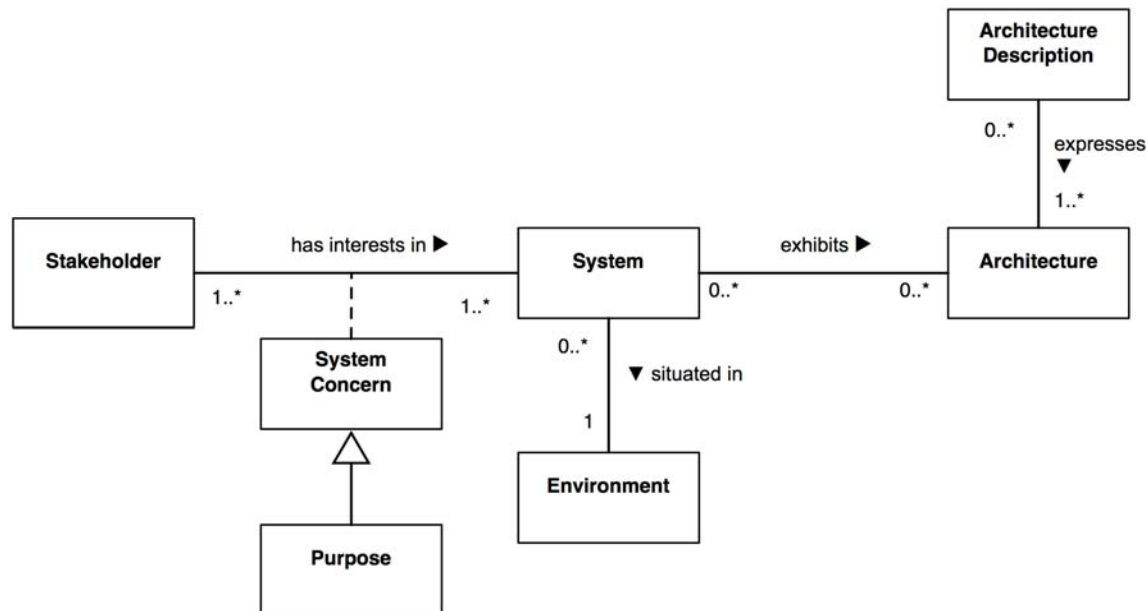 Architecture
Description
0..*
expresses
▼
1..*
Stakeholder
has interests in ▶
System
exhibits ▶
Architecture
1..*
1..*
0..*
0..*
System
Concern
0..*
▼ situated in
1
Environment
Purpose